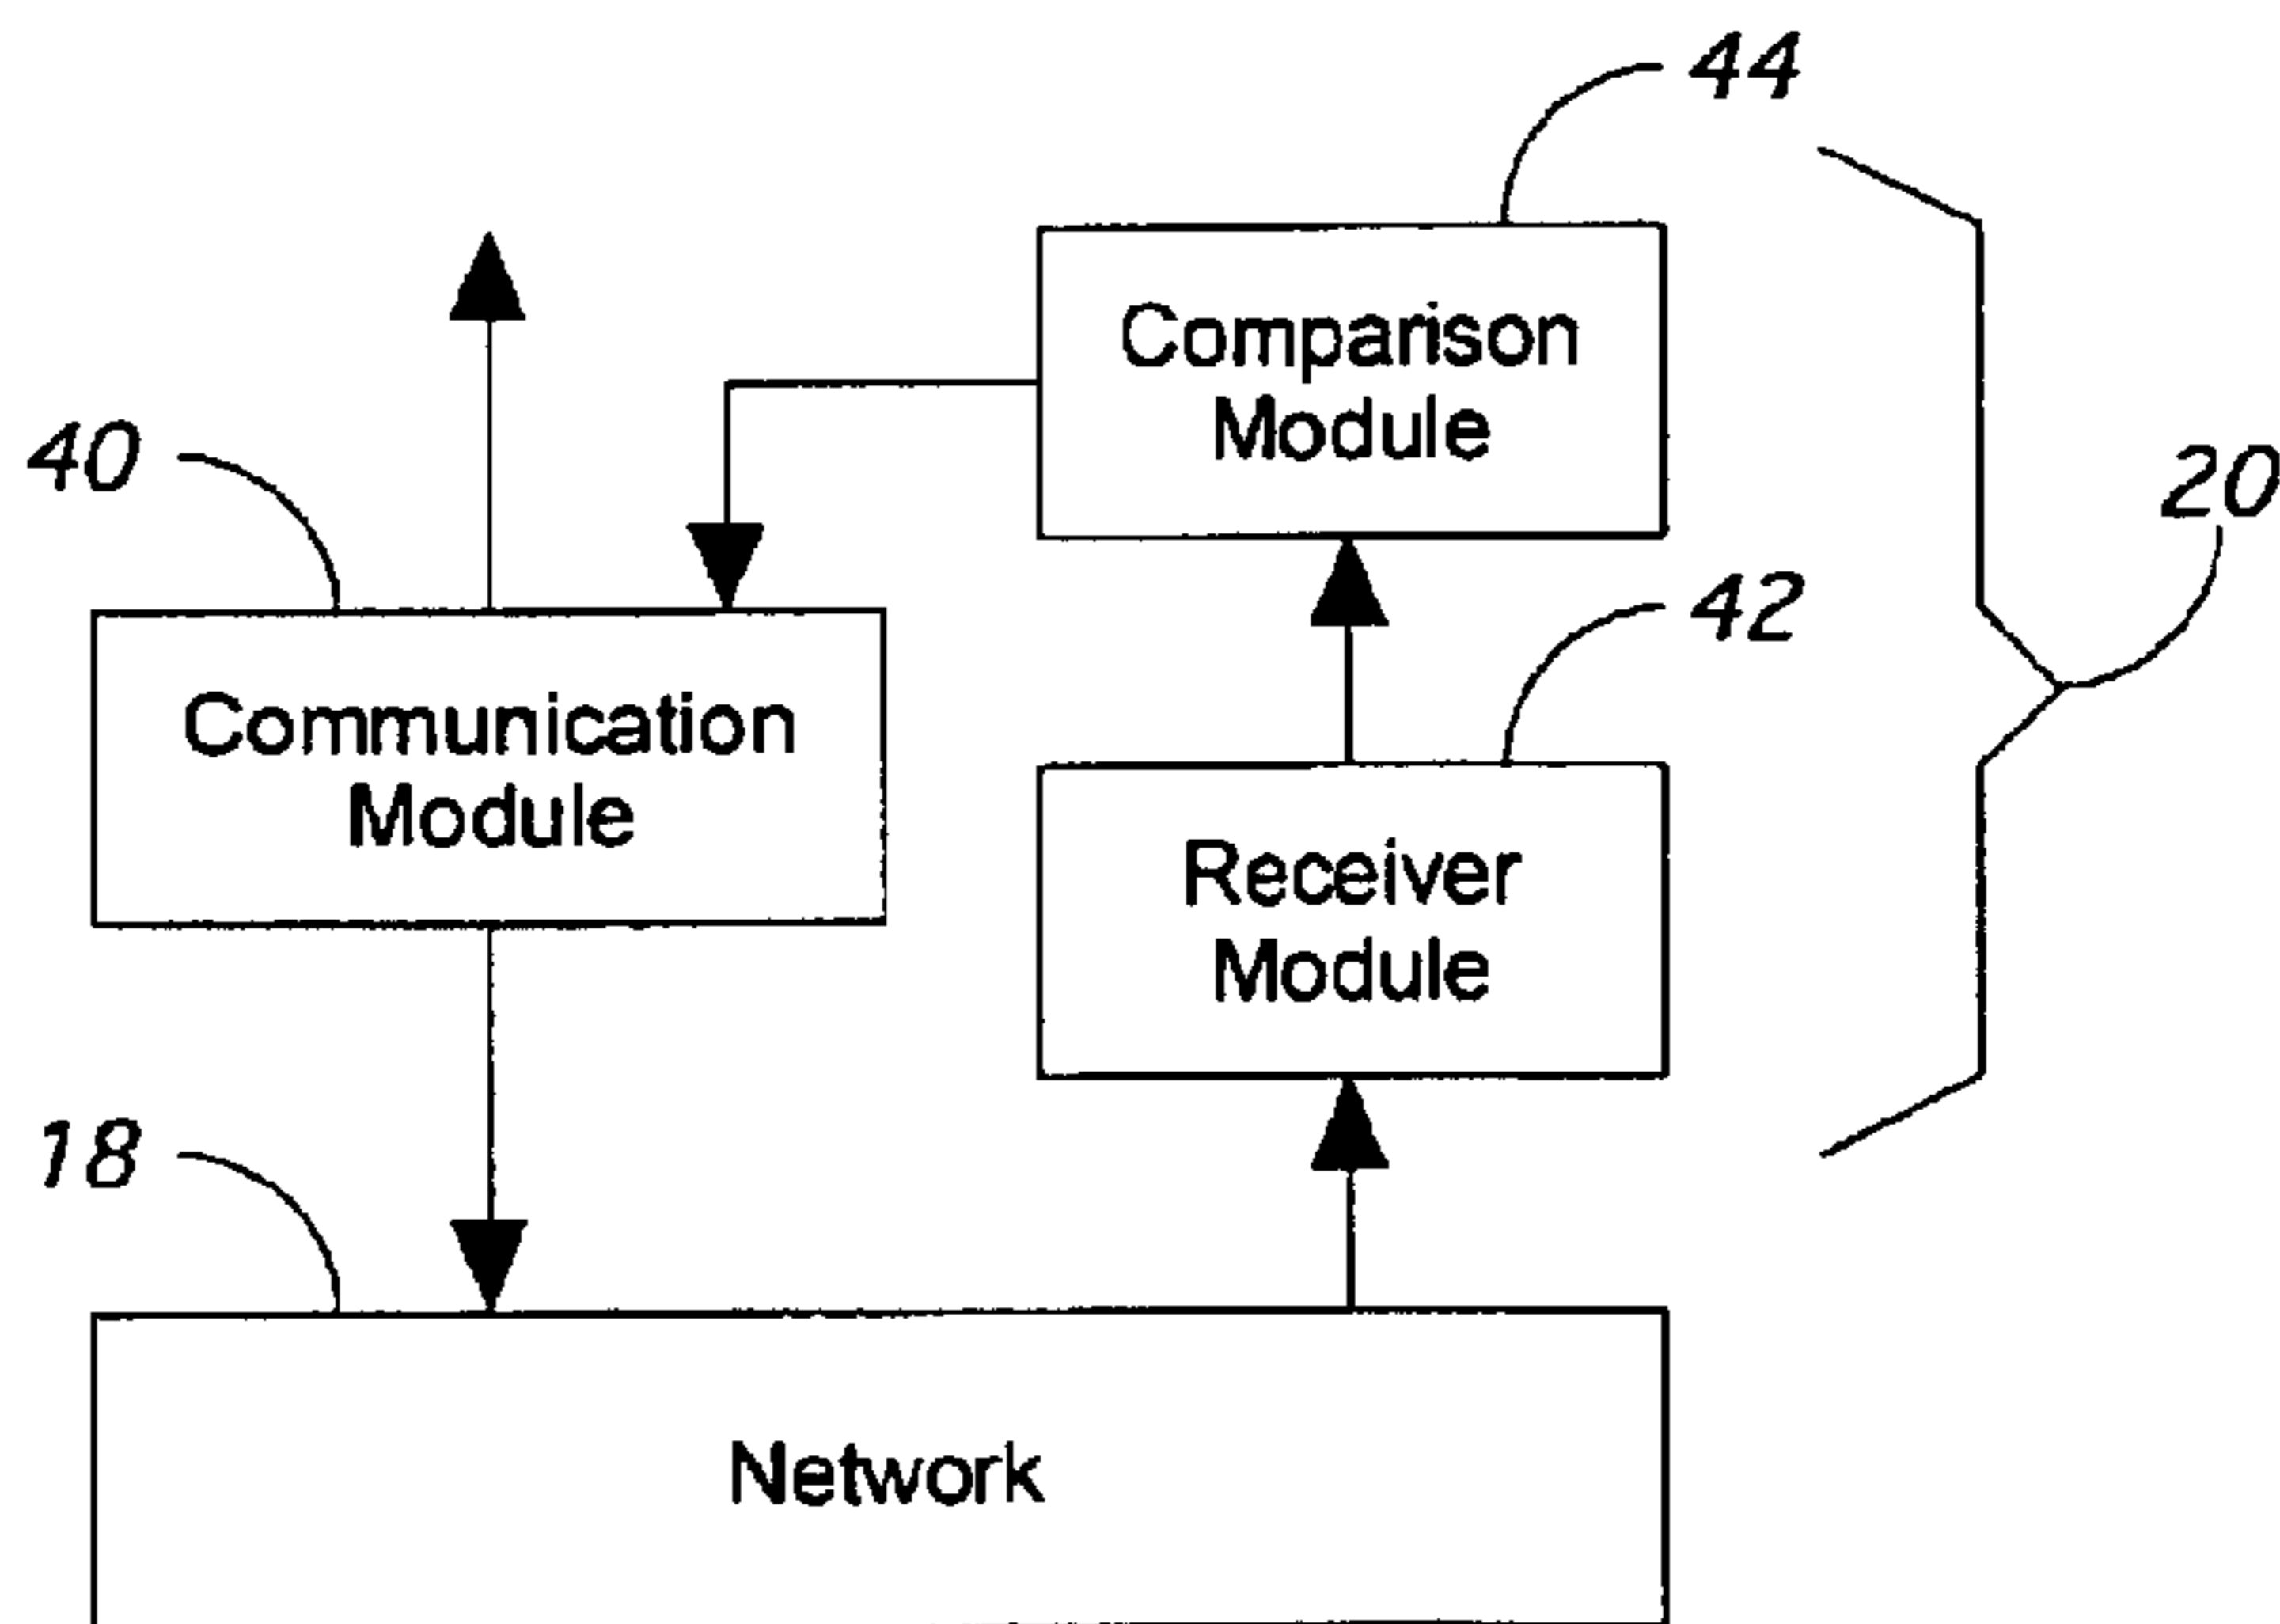 44
Comparison
Module
40
20
42
Communication
Module
Receiver
Module
18
Network